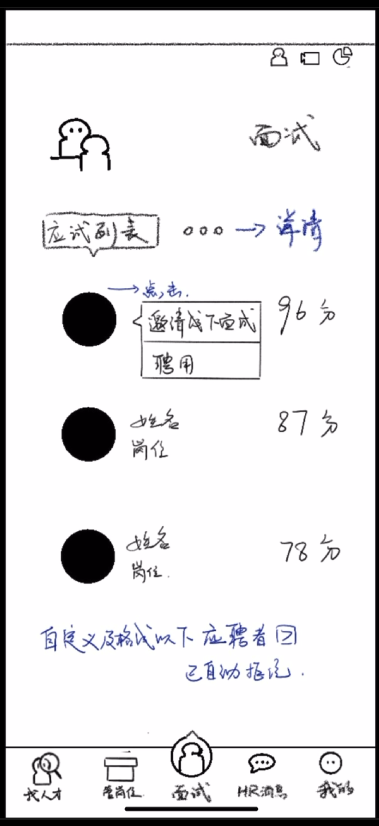 面试
应试列表 ooo → 详情
→点击.
邀请线下应试 96分
聘用
姓名 87分
岗位
姓名 78分
岗位.
自定义及格线以下 应聘者
已自动拒绝.
找人才 管岗位 面试 HR消息 我的